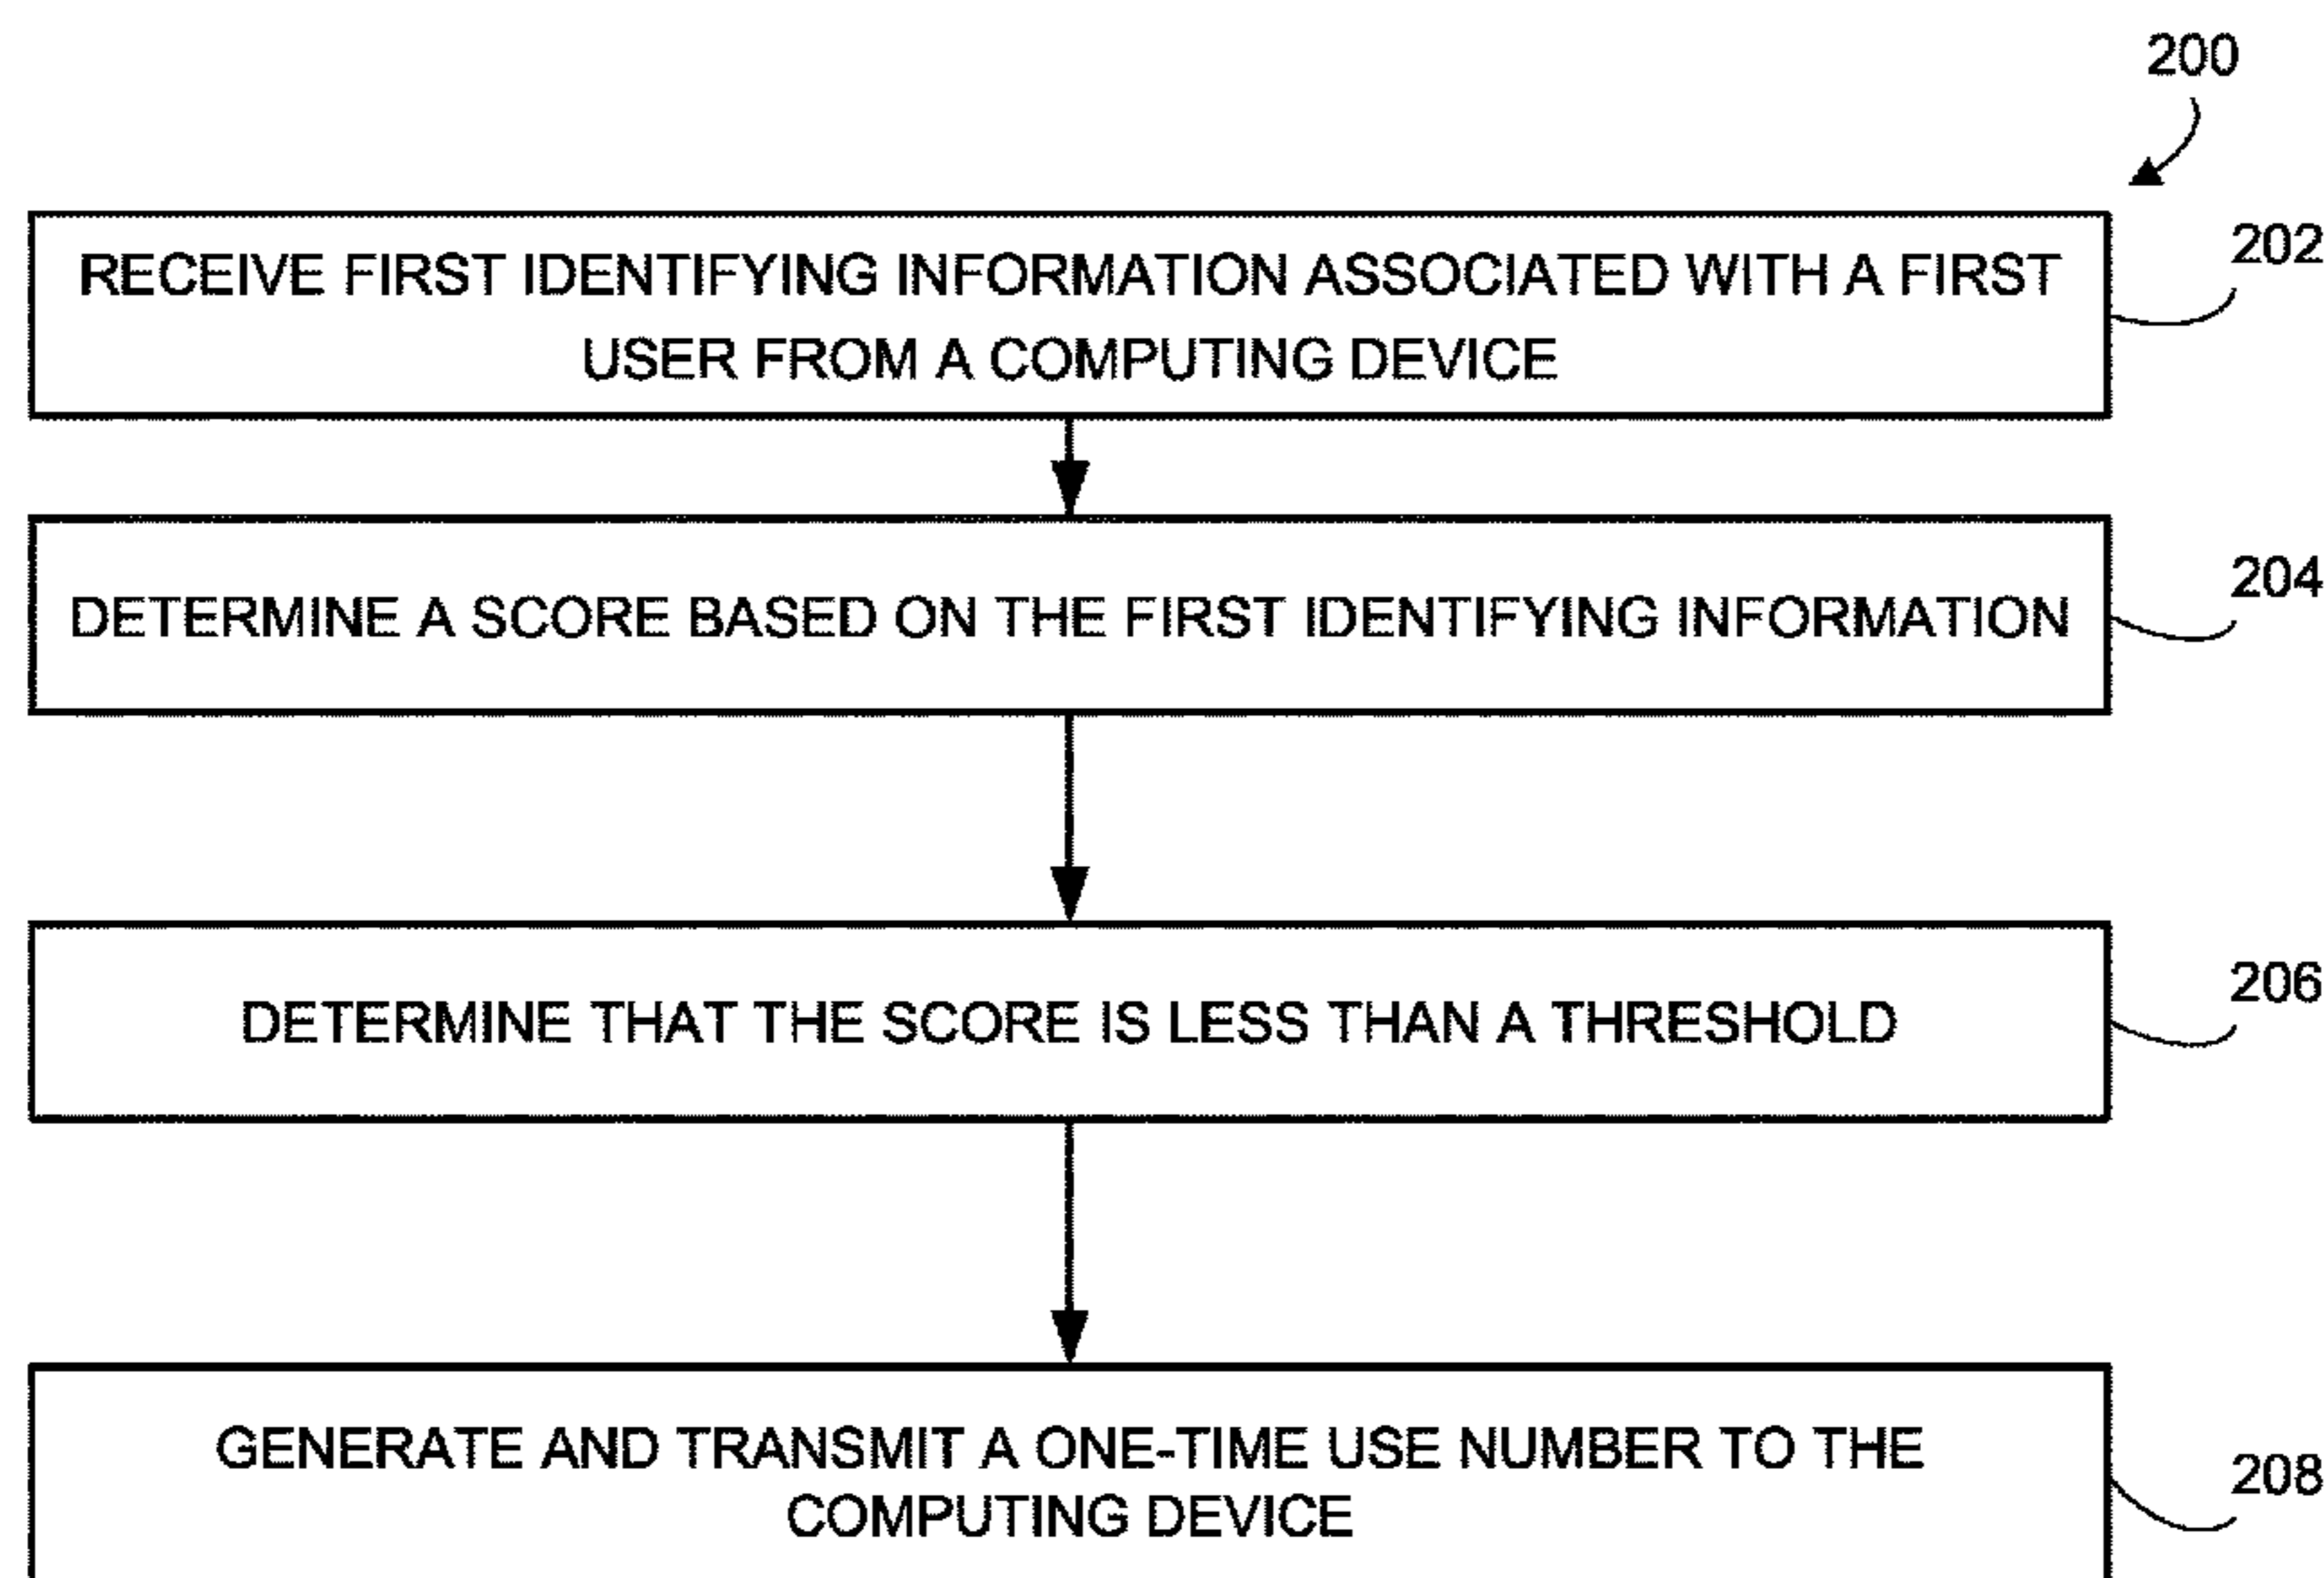 200
RECEIVE FIRST IDENTIFYING INFORMATION ASSOCIATED WITH A FIRST
USER FROM A COMPUTING DEVICE
202
DETERMINE A SCORE BASED ON THE FIRST IDENTIFYING INFORMATION
204
DETERMINE THAT THE SCORE IS LESS THAN A THRESHOLD
206
GENERATE AND TRANSMIT A ONE-TIME USE NUMBER TO THE
COMPUTING DEVICE
208